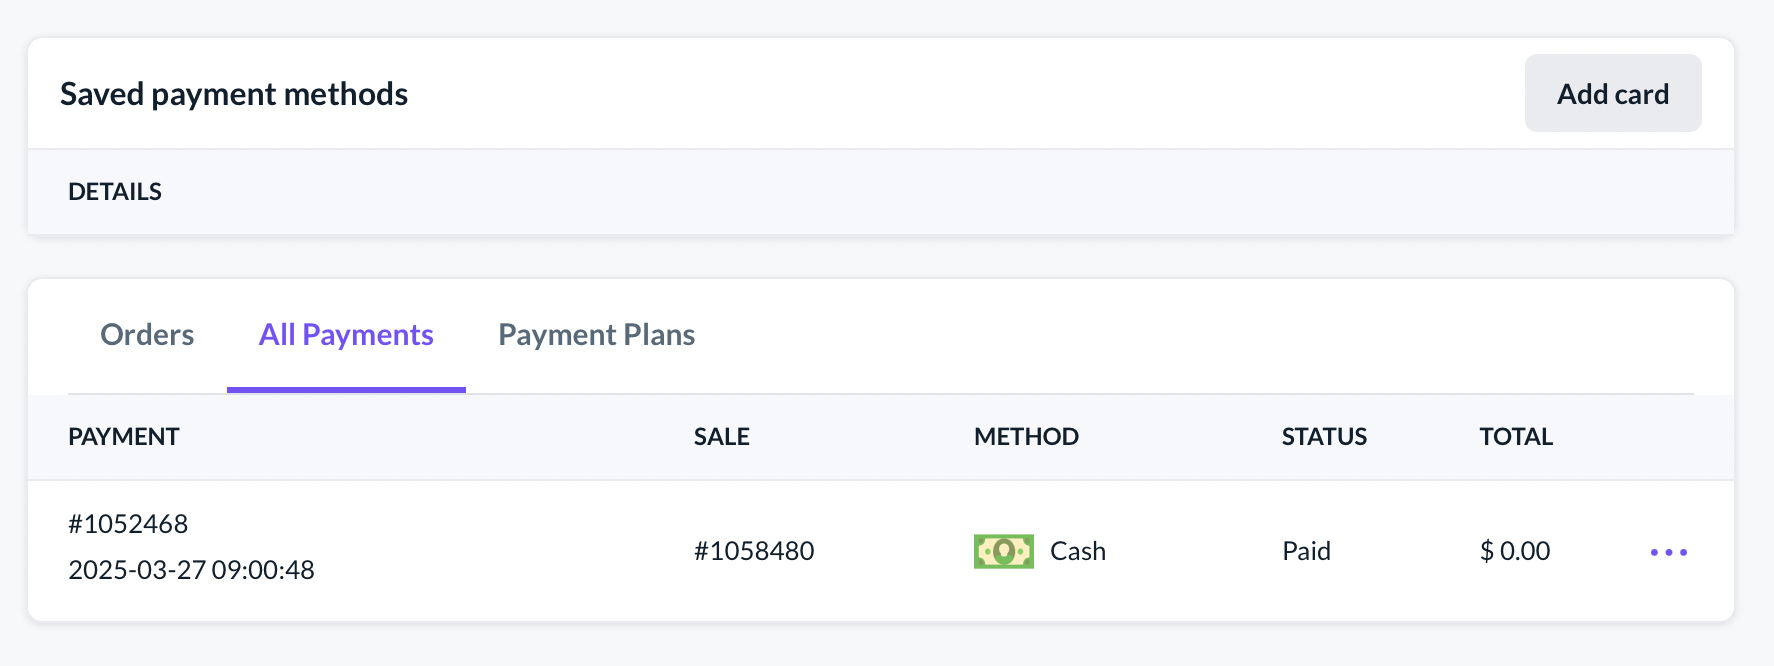 Saved payment methods
Add card
DETAILS
Orders All Payments Payment Plans
PAYMENT SALE METHOD STATUS TOTAL
#1052468
2025-03-27 09:00:48
#1058480 Cash Paid $ 0.00